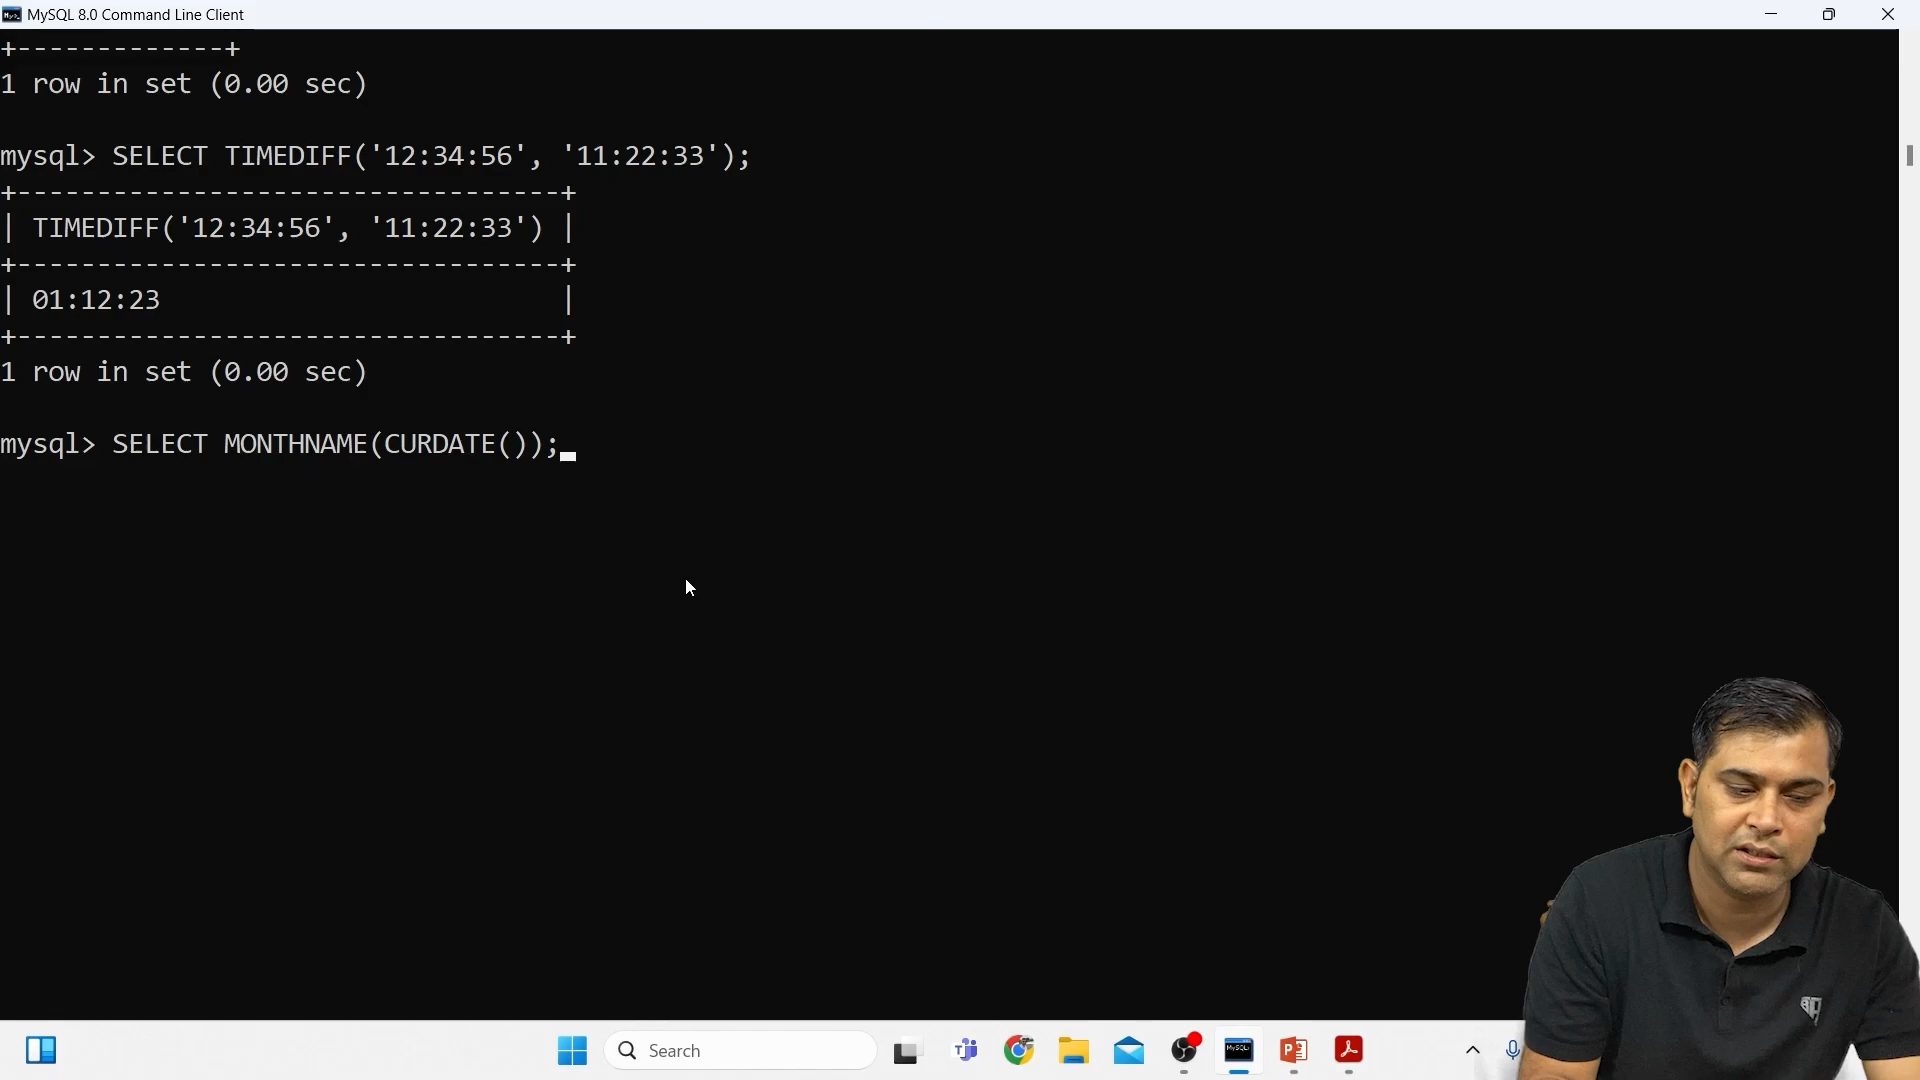 MySQL 8.0 Command Line Client
+-------------+
1 row in set (0.00 sec)
mysql> SELECT TIMEDIFF('12:34:56', '11:22:33');
+----------------------------------+
| TIMEDIFF('12:34:56', '11:22:33') |
+----------------------------------+
| 01:12:23                         |
+----------------------------------+
1 row in set (0.00 sec)
mysql> SELECT MONTHNAME(CURDATE());
Search